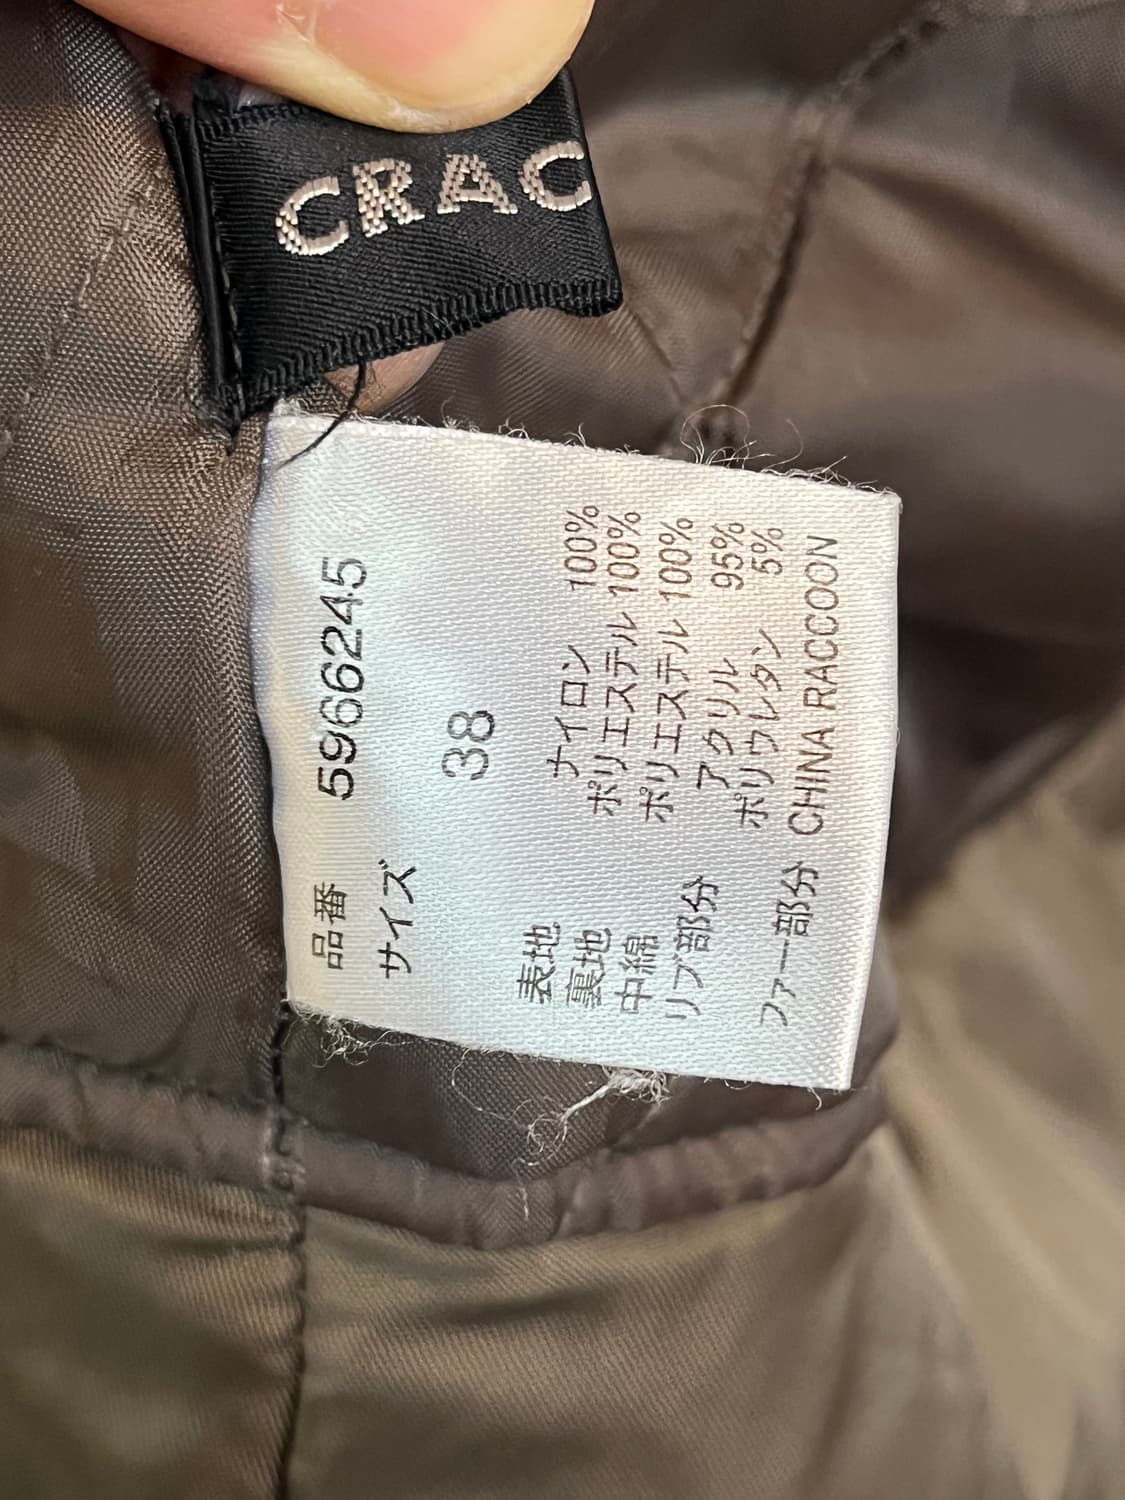 CRAC
品番 5966245
サイズ 38
表地 ナイロン 100%
裏地 ポリエステル 100%
中綿 ポリエステル 100%
リブ部分 アクリル 95%
ポリウレタン 5%
ファー部分 CHINA RACCOON